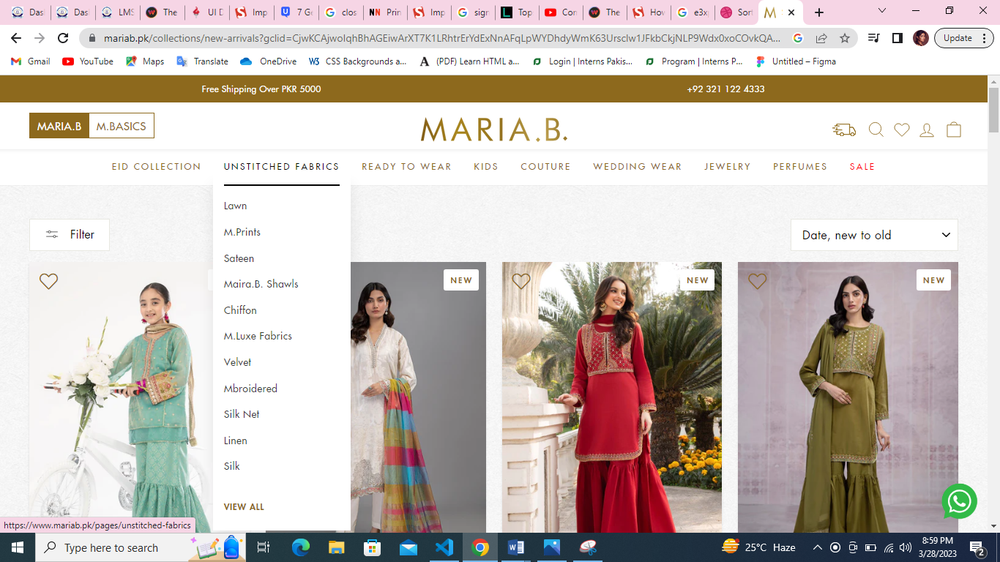 Dasl
Dasl
LMS
The
UI D
Imp
7 Ge
clos
Prin
Imp
sign
Top
Con
The
How
e3x
Sort
mariab.pk/collections/new-arrivals?gclid=
Update
Gmail
YouTube
Maps
Translate
OneDrive
CSS Backgrounds a...
(PDF) Learn HTML a...
Login | Interns Pakis...
Program | Interns P...
Untitled – Figma
Free Shipping Over PKR 5000
+92 321 122 4333
MARIA.B
M.BASICS
MARIA.B.
EID COLLECTION
UNSTITCHED FABRICS
READY TO WEAR
KIDS
COUTURE
WEDDING WEAR
JEWELRY
PERFUMES
SALE
Lawn
M.Prints
Sateen
Maira.B. Shawls
Chiffon
M.Luxe Fabrics
Velvet
Mbroidered
Silk Net
Linen
Silk
VIEW ALL
Filter
Date, new to old
NEW
NEW
NEW
https://www.mariab.pk/pages/unstitched-fabrics
Type here to search
25°C Haze
8:59 PM
3/28/2023
2